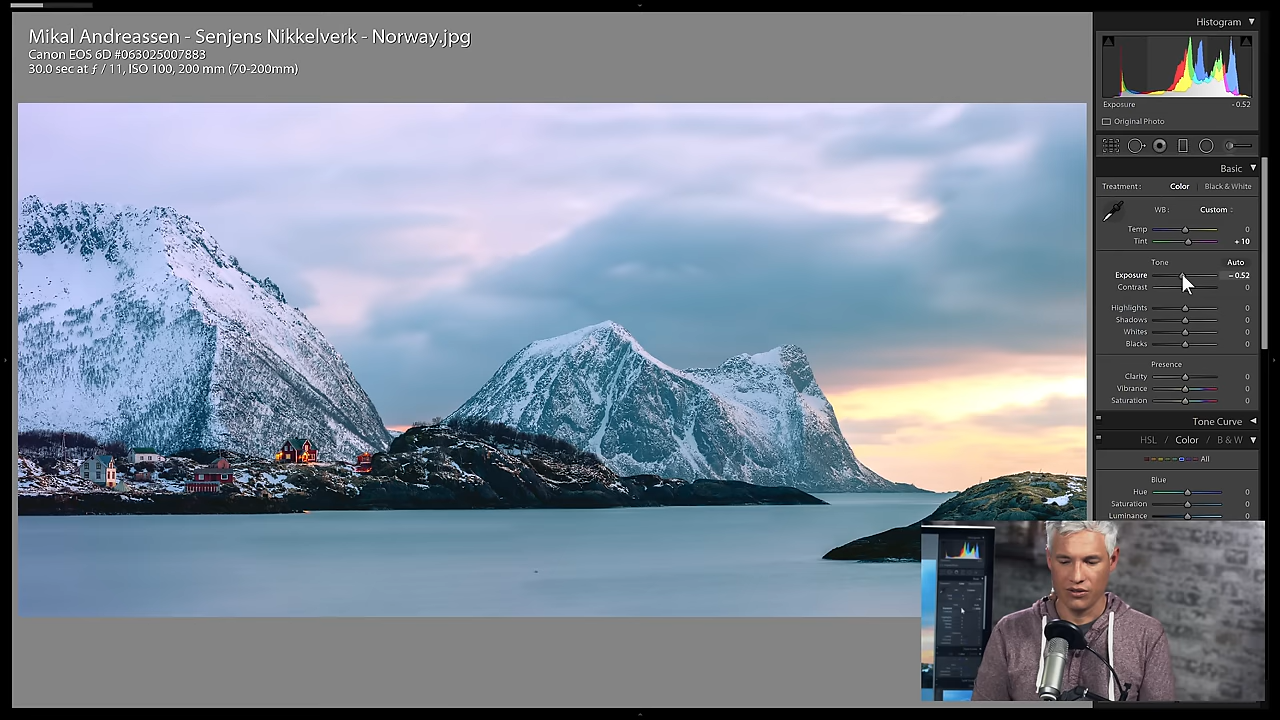 Mikal Andreassen - Senjens Nikkelverk - Norway.jpg
Canon EOS 6D #063025007883
30.0 sec at ƒ / 11, ISO 100, 200 mm (70-200mm)
Histogram
Exposure -0.52
Original Photo
Basic
Treatment: Color Black & White
WB: Custom
Temp 0
Tint +10
Tone Auto
Exposure -0.52
Contrast 0
Highlights 0
Shadows 0
Whites 0
Blacks 0
Presence
Clarity 0
Vibrance 0
Saturation 0
Tone Curve
HSL / Color / B & W
All
Blue
Hue 0
Saturation 0
Luminance 0